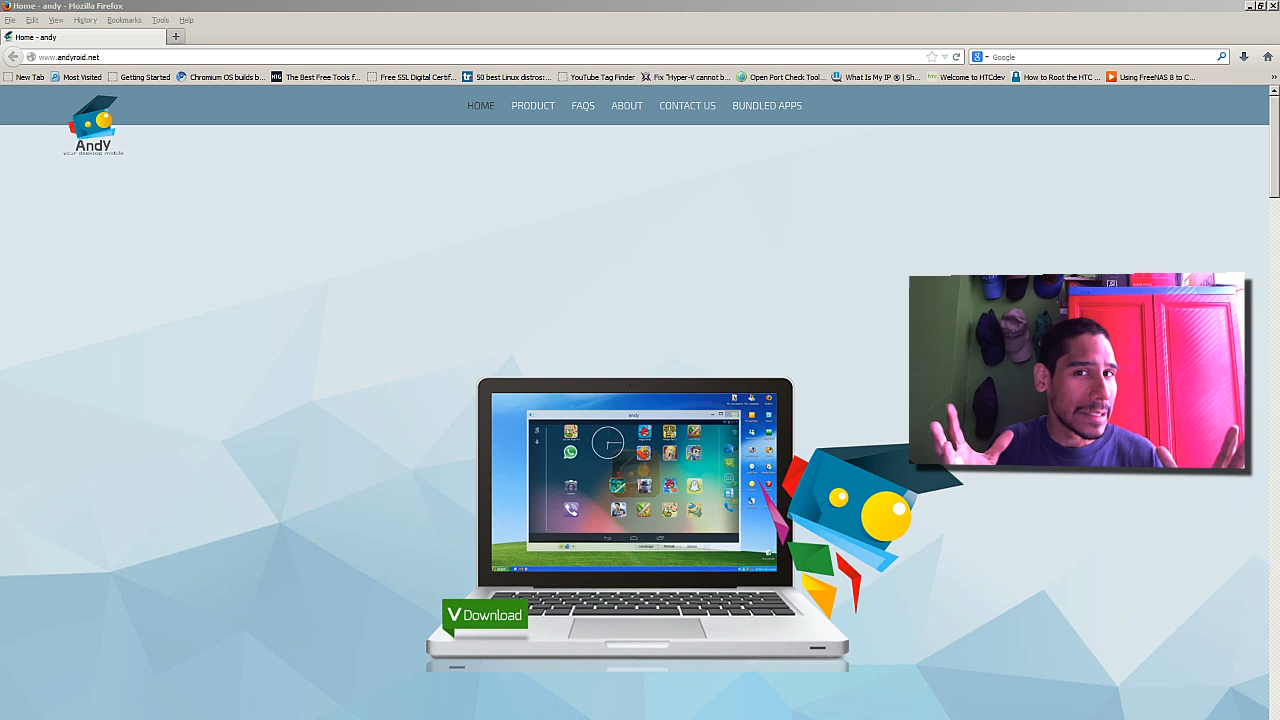 Home - andy - Mozilla Firefox
File Edit View History Bookmarks Tools Help
Home - andy
www.andyroid.net
Google
New Tab Most Visited Getting Started Chromium OS builds b... The Best Free Tools f... Free SSL Digital Certif... 50 best Linux distros:... YouTube Tag Finder Fix "Hyper-V cannot b... Open Port Check Tool... What Is My IP ® | Sh... Welcome to HTCdev How to Root the HTC ... Using FreeNAS 8 to C...
HOME PRODUCT FAQS ABOUT CONTACT US BUNDLED APPS
Andy
your desktop mobile
andy
Download